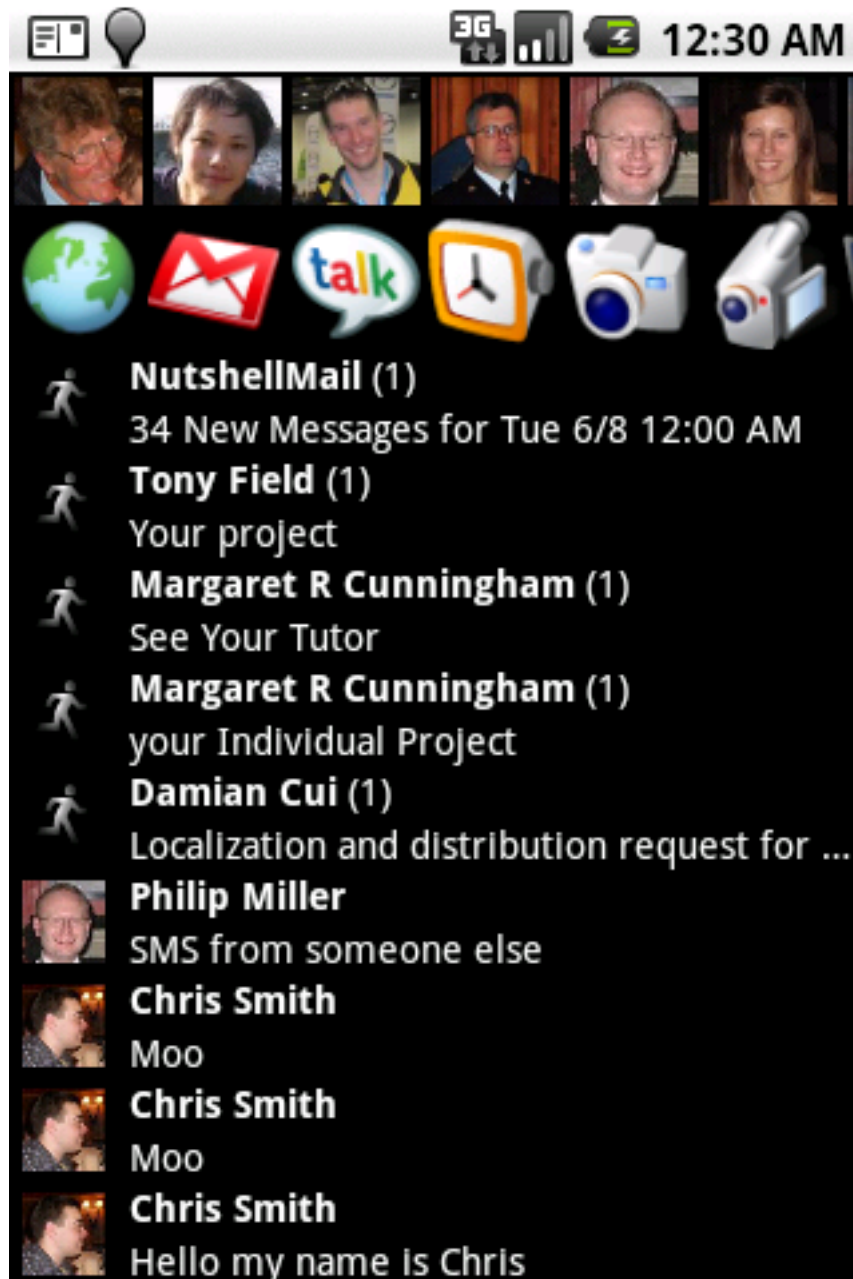 3G 12:30 AM
talk
NutshellMail (1)
34 New Messages for Tue 6/8 12:00 AM
Tony Field (1)
Your project
Margaret R Cunningham (1)
See Your Tutor
Margaret R Cunningham (1)
your Individual Project
Damian Cui (1)
Localization and distribution request for ...
Philip Miller
SMS from someone else
Chris Smith
Moo
Chris Smith
Moo
Chris Smith
Hello my name is Chris